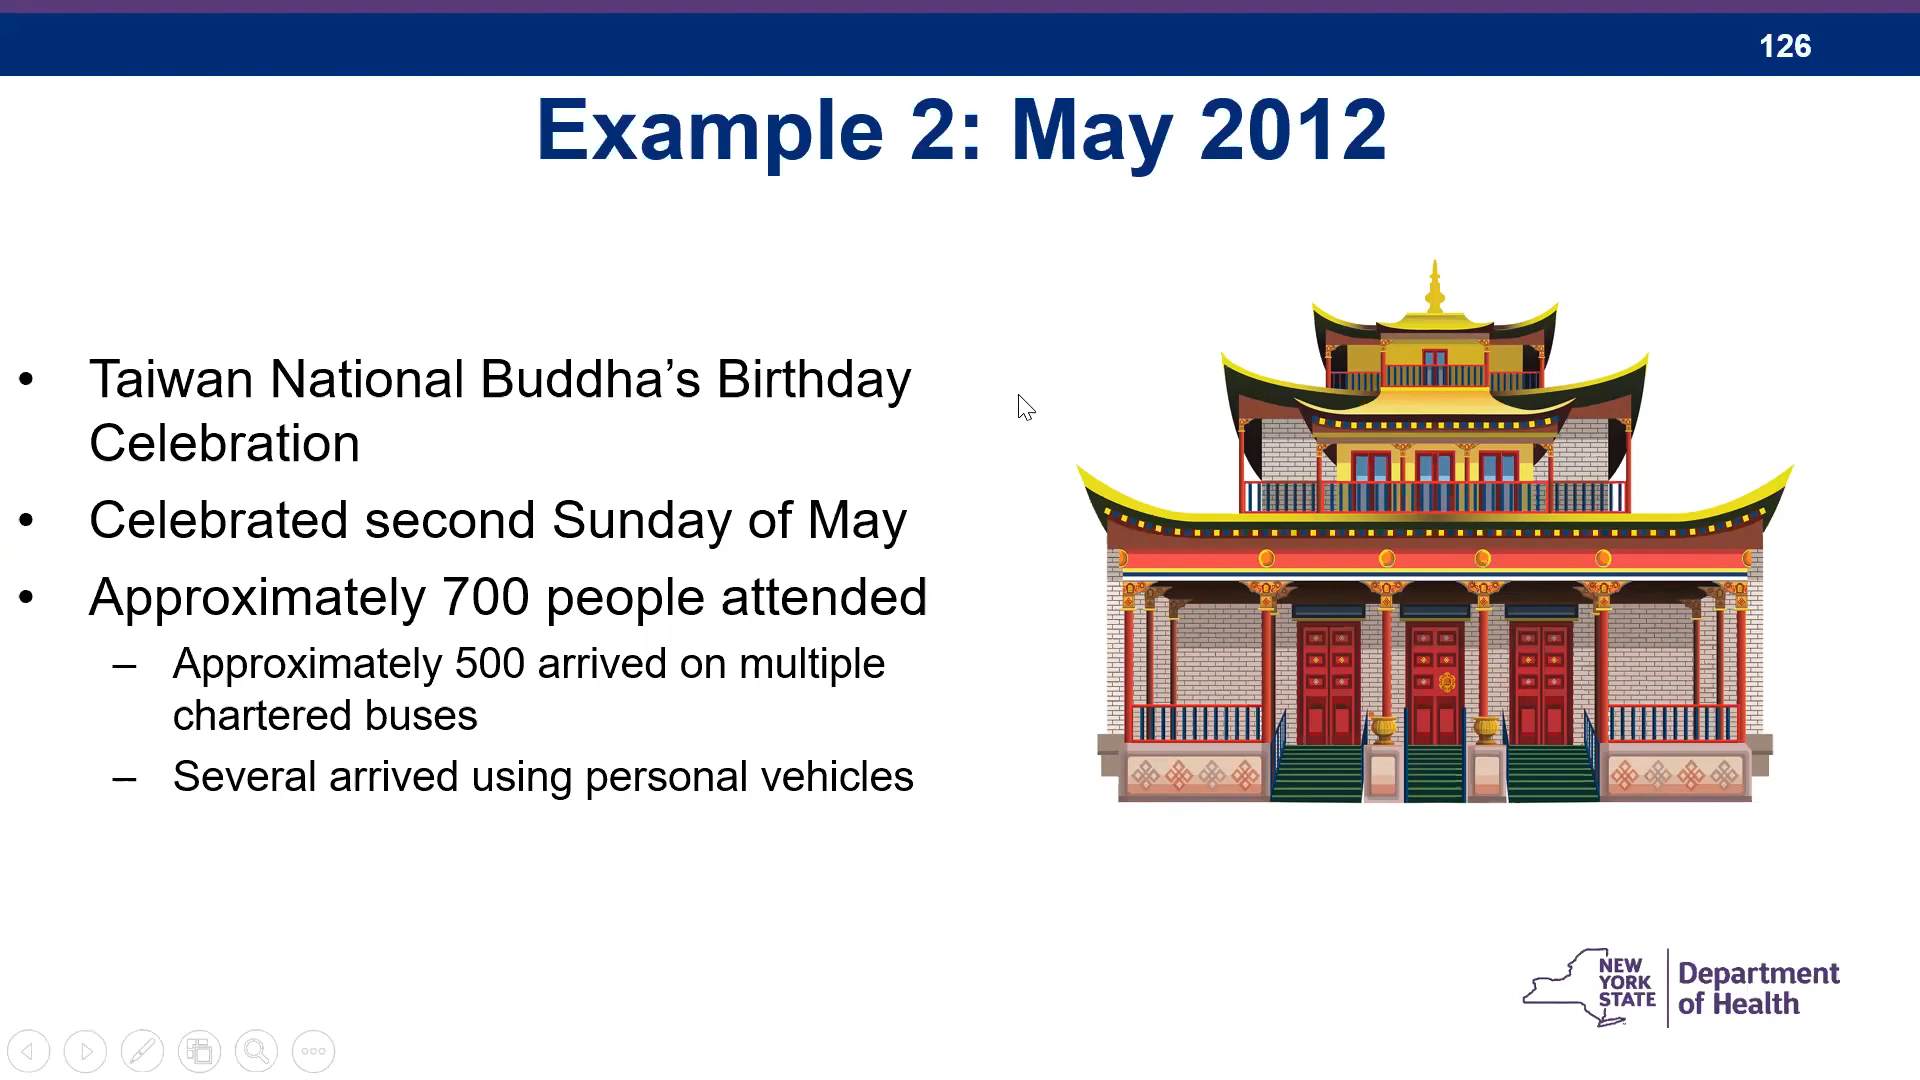 126
Example 2: May 2012
• Taiwan National Buddha’s Birthday
Celebration
• Celebrated second Sunday of May
• Approximately 700 people attended
– Approximately 500 arrived on multiple
chartered buses
– Several arrived using personal vehicles
NEW
YORK
STATE
Department
of Health